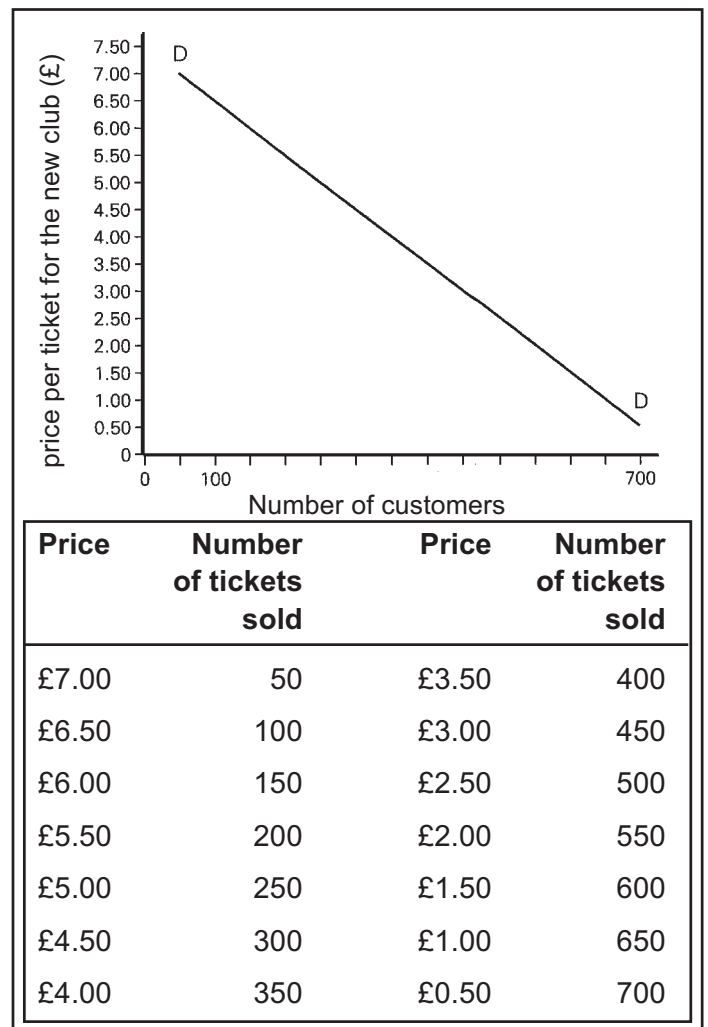 price per ticket for the new club (£)
7.50
D
7.00
6.50
6.00
5.50
5.00
4.50
4.00
3.50
3.00
2.50
2.00
1.50
1.00
D
0.50
0
0 100 700
Number of customers
Price Number of tickets sold Price Number of tickets sold
£7.00 50 £3.50 400
£6.50 100 £3.00 450
£6.00 150 £2.50 500
£5.50 200 £2.00 550
£5.00 250 £1.50 600
£4.50 300 £1.00 650
£4.00 350 £0.50 700